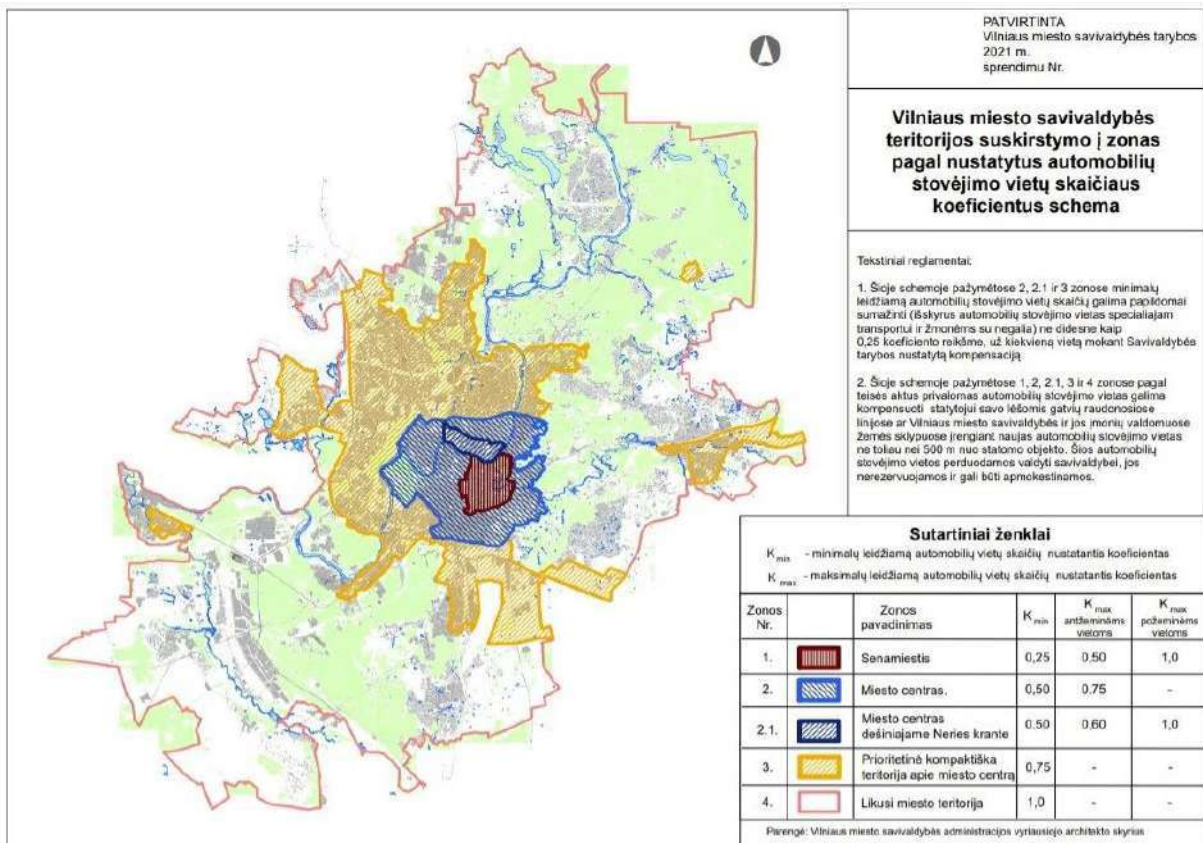 PATVIRTINTA
Vilniaus miesto savivaldybės tarybos
2021 m.
sprendimu Nr.
Vilniaus miesto savivaldybės
teritorijos suskirstymo į zonas
pagal nustatytus automobilių
stovėjimo vietų skaičiaus
koeficientus schema
Tekstiniai reglamentai:
1. Šioje schemoje pažymėtose 2, 2.1 ir 3 zonose minimalų
leidžiamą automobilių stovėjimo vietų skaičių galima papildomai
sumažinti (išskyrus automobilių stovėjimo vietas specialiajam
transportui ir žmonėms su negalia) ne didesne kaip
0,25 koeficiento reikšme, už kiekvieną vietą mokant Savivaldybės
tarybos nustatytą kompensaciją
2. Šioje schemoje pažymėtose 1, 2, 2.1, 3 ir 4 zonose pagal
teisės aktus privalomas automobilių stovėjimo vietas galima
kompensuoti statytojui savo lėšomis gatvių raudonosiose
linijose ar Vilniaus miesto savivaldybės ir jos įmonių valdomuose
žemės sklypuose įrengiant naujas automobilių stovėjimo vietas
ne toliau nei 500 m nuo statomo objekto. Šios automobilių
stovėjimo vietos perduodamos valdyti savivaldybei, jos
nerezervuojamos ir gali būti apmokestinamos.
Sutartiniai ženklai
K min - minimalų leidžiamą automobilių vietų skaičių nustatantis koeficientas
K max - maksimalų leidžiamą automobilių vietų skaičių nustatantis koeficientas
Zonos Nr. Zonos pavadinimas K min K max antžeminėms vietoms K max požeminėms vietoms
1. Senamiestis 0,25 0,50 1,0
2. Miesto centras. 0,50 0,75 -
2.1. Miesto centras dešiniajame Neries krante 0,50 0,60 1,0
3. Prioritetinė kompaktiška teritorija apie miesto centrą 0,75 - -
4. Likusi miesto teritorija 1,0 - -
Parengė: Vilniaus miesto savivaldybės administracijos vyriausiojo architekto skyrius